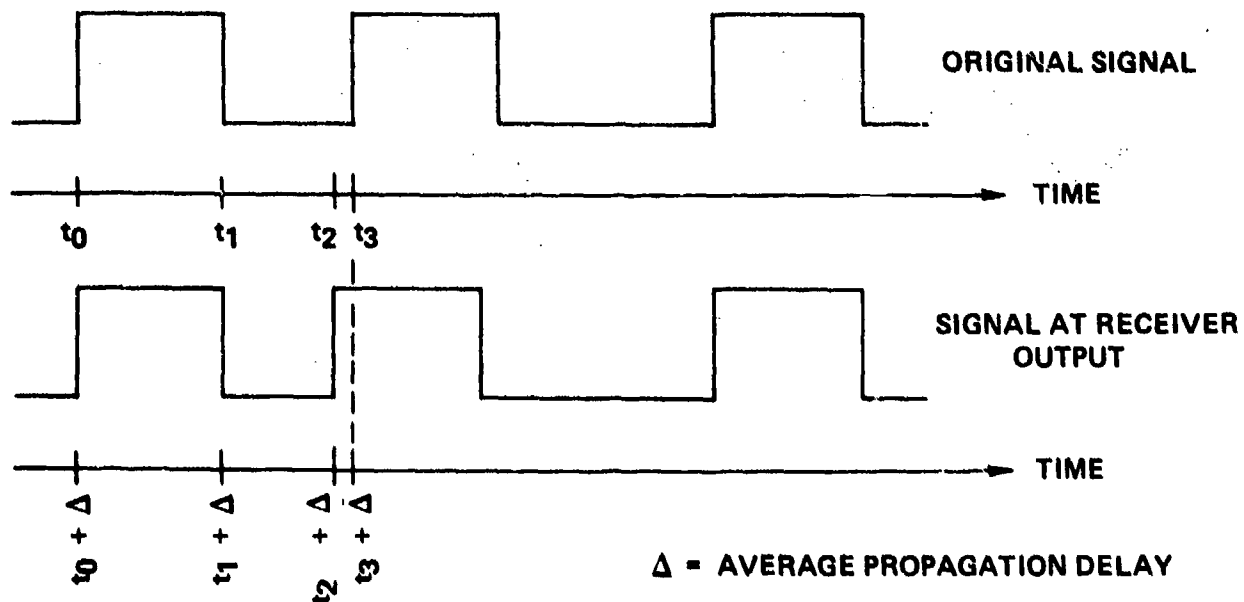 ORIGINAL SIGNAL
TIME
t0 t1 t2 t3
SIGNAL AT RECEIVER
OUTPUT
TIME
t0 + Δ
t1 + Δ
t2 + Δ
t3 + Δ
Δ = AVERAGE PROPAGATION DELAY